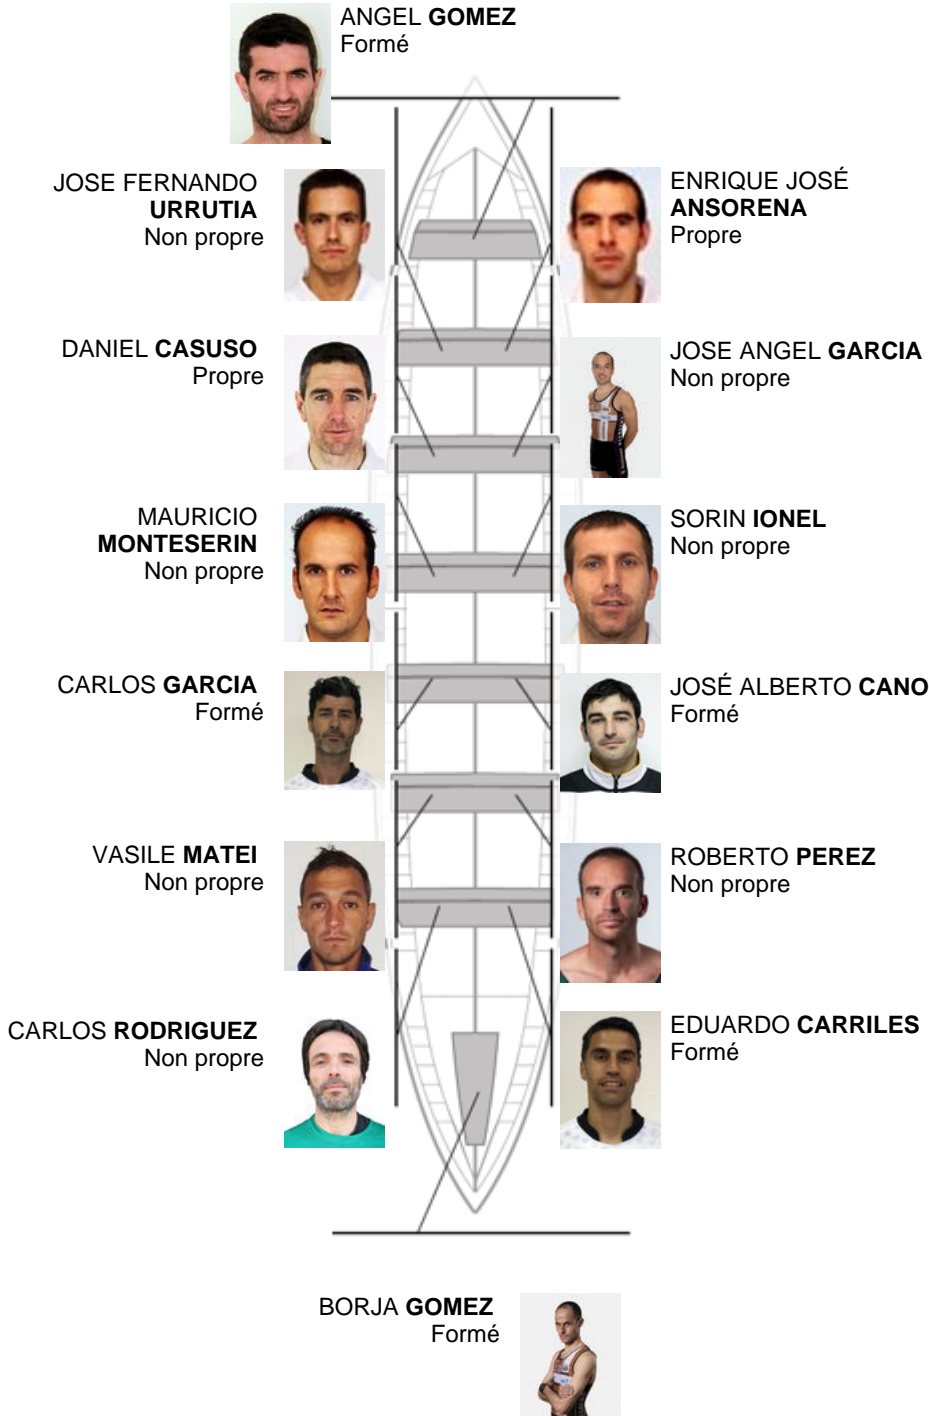 ANGEL GOMEZ
Formé
JOSE FERNANDO
URRUTIA
Non propre
ENRIQUE JOSÉ
ANSORENA
Propre
DANIEL CASUSO
Propre
JOSE ANGEL GARCIA
Non propre
MAURICIO
MONTESERIN
Non propre
SORIN IONEL
Non propre
CARLOS GARCIA
Formé
JOSÉ ALBERTO CANO
Formé
VASILE MATEI
Non propre
ROBERTO PEREZ
Non propre
CARLOS RODRIGUEZ
Non propre
EDUARDO CARRILES
Formé
BORJA GOMEZ
Formé